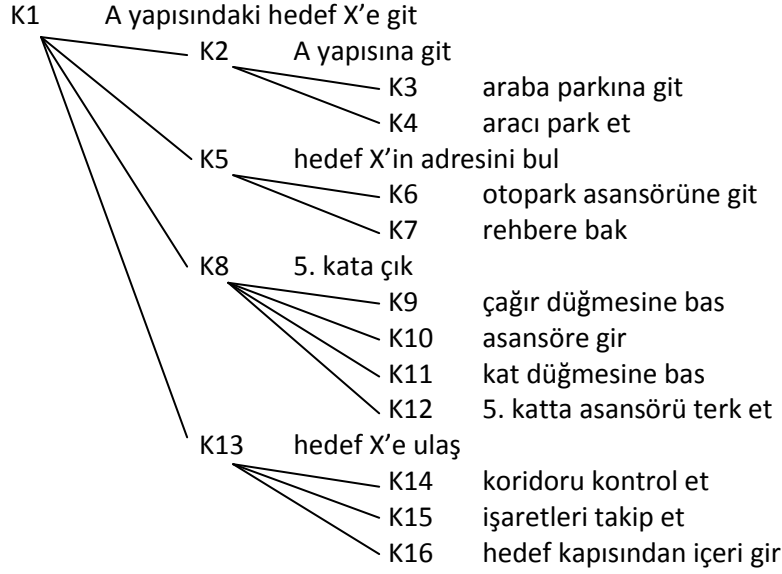 K1 A yapısındaki hedef X’e git
K2 A yapısına git
K3 araba parkına git
K4 aracı park et
K5 hedef X’in adresini bul
K6 otopark asansörüne git
K7 rehbere bak
K8 5. kata çık
K9 çağır düğmesine bas
K10 asansöre gir
K11 kat düğmesine bas
K12 5. katta asansörü terk et
K13 hedef X’e ulaş
K14 koridoru kontrol et
K15 işaretleri takip et
K16 hedef kapısından içeri gir